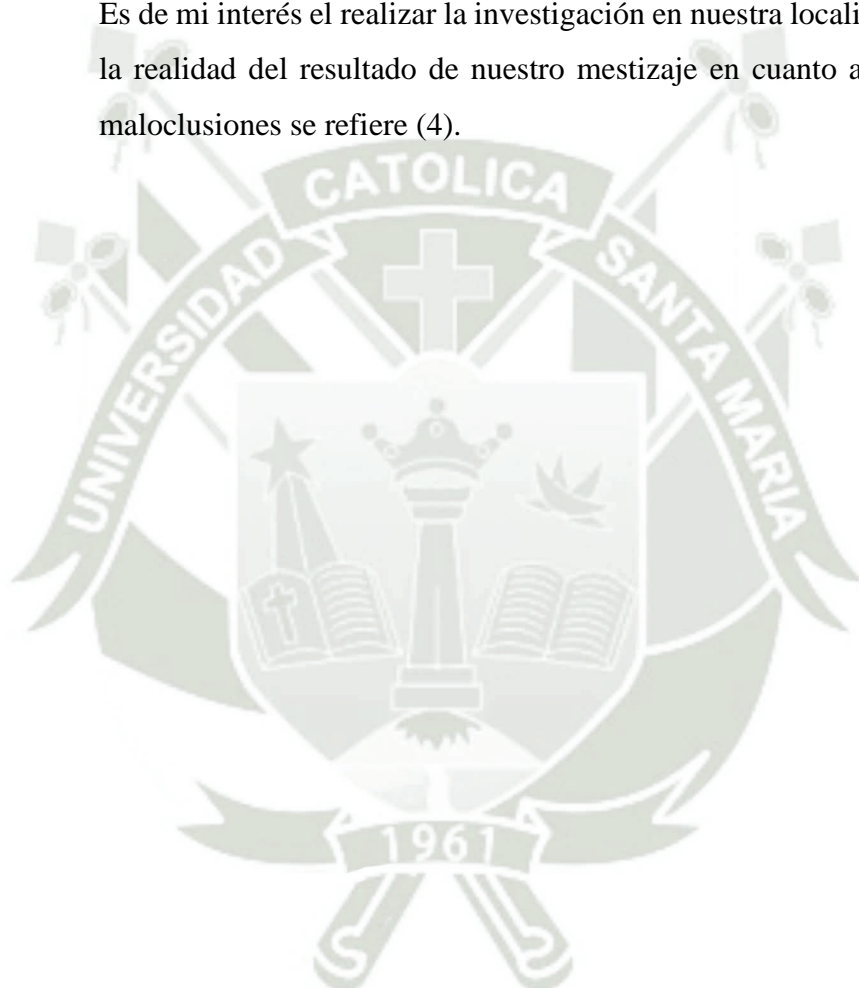 Es de mi interés el realizar la investigación en nuestra locali
la realidad del resultado de nuestro mestizaje en cuanto a
maloclusiones se refiere (4).
CATOLICA
UNIVERSIDAD
SANTA MARIA
1961